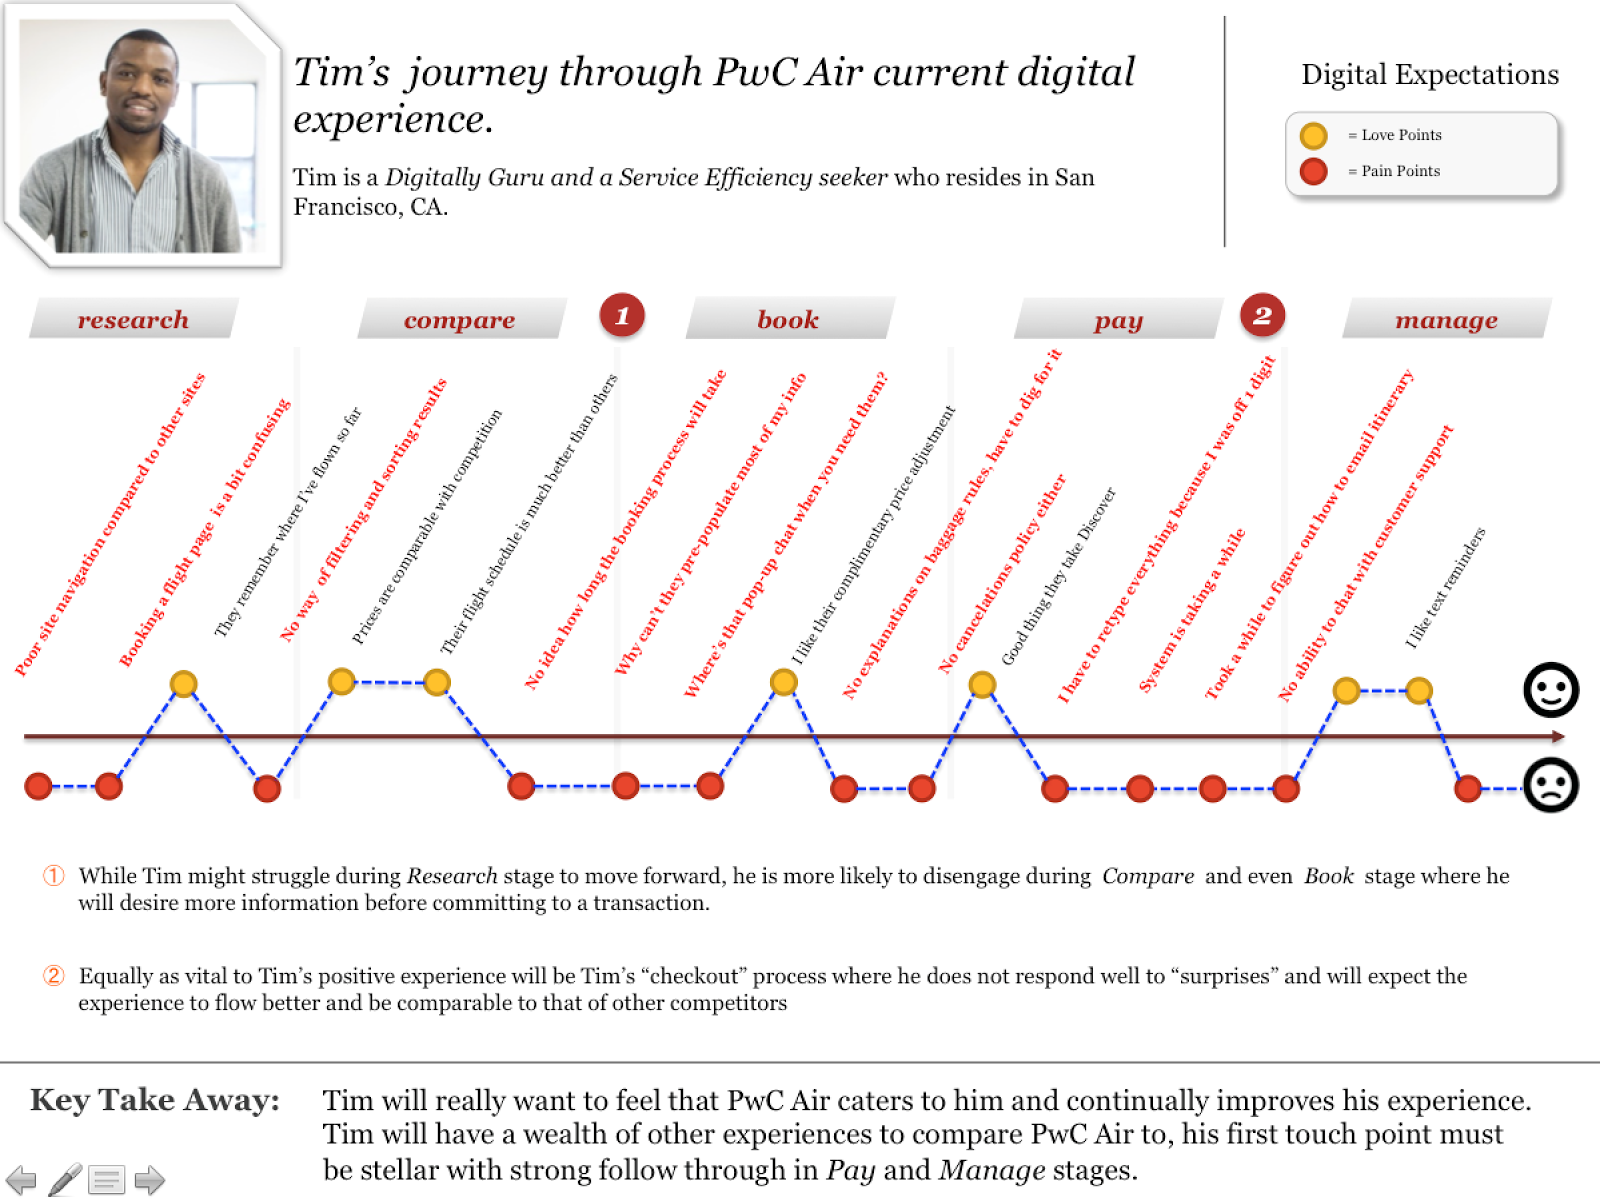 Tim’s journey through PwC Air current digital
experience.
Tim is a Digitally Guru and a Service Efficiency seeker who resides in San
Francisco, CA.
Digital Expectations
= Love Points
= Pain Points
research
compare
1
book
pay
2
manage
Poor site navigation compared to other sites
Booking a flight page is a bit confusing
They remember where I’ve flown so far
No way of filtering and sorting results
Prices are comparable with competition
Their flight schedule is much better than others
No idea how long the booking process will take
Why can’t they pre-populate most of my info
Where’s that pop-up chat when you need them?
I like their complimentary price adjustment
No explanations on baggage rules, have to dig for it
No cancelations policy either
Good thing they take Discover
I have to retype everything because I was off 1 digit
System is taking a while
Took a while to figure out how to email itinerary
No ability to chat with customer support
I like text reminders
① While Tim might struggle during Research stage to move forward, he is more likely to disengage during Compare and even Book stage where he
will desire more information before committing to a transaction.
② Equally as vital to Tim’s positive experience will be Tim’s “checkout” process where he does not respond well to “surprises” and will expect the
experience to flow better and be comparable to that of other competitors
Key Take Away:
Tim will really want to feel that PwC Air caters to him and continually improves his experience.
Tim will have a wealth of other experiences to compare PwC Air to, his first touch point must
be stellar with strong follow through in Pay and Manage stages.